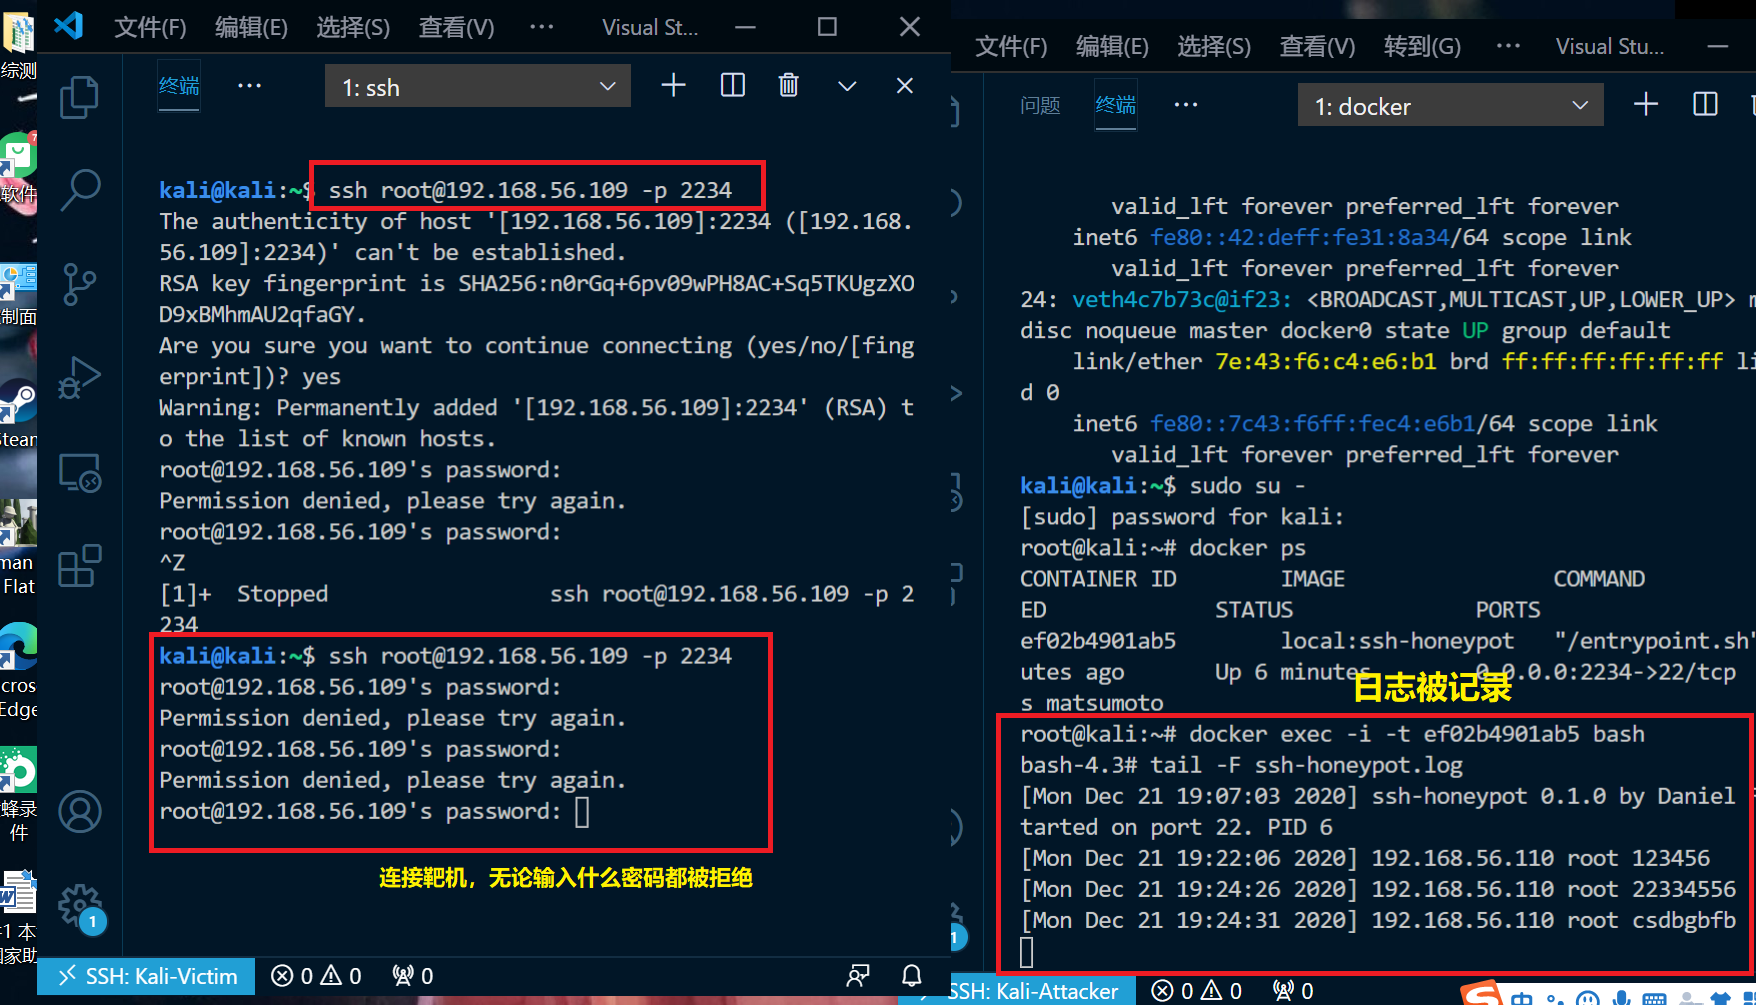 文件(F) 编辑(E) 选择(S) 查看(V) ··· Visual St...
终端 ··· 1: ssh
kali@kali:~$ ssh root@192.168.56.109 -p 2234
The authenticity of host '[192.168.56.109]:2234 ([192.168.
56.109]:2234)' can't be established.
RSA key fingerprint is SHA256:n0rGq+6pv09wPH8AC+Sq5TKUgzXO
D9xBMhmAU2qfaGY.
Are you sure you want to continue connecting (yes/no/[fing
erprint])? yes
Warning: Permanently added '[192.168.56.109]:2234' (RSA) t
o the list of known hosts.
root@192.168.56.109's password:
Permission denied, please try again.
root@192.168.56.109's password:
^Z
[1]+  Stopped                 ssh root@192.168.56.109 -p 2
234
kali@kali:~$ ssh root@192.168.56.109 -p 2234
root@192.168.56.109's password:
Permission denied, please try again.
root@192.168.56.109's password:
Permission denied, please try again.
root@192.168.56.109's password:
连接靶机，无论输入什么密码都被拒绝
1
SSH: Kali-Victim 0 0 0
文件(F) 编辑(E) 选择(S) 查看(V) 转到(G) ··· Visual Stu...
问题 终端 ··· 1: docker
valid_lft forever preferred_lft forever
inet6 fe80::42:deff:fe31:8a34/64 scope link
valid_lft forever preferred_lft forever
24: veth4c7b73c@if23: <BROADCAST,MULTICAST,UP,LOWER_UP> m
disc noqueue master docker0 state UP group default
link/ether 7e:43:f6:c4:e6:b1 brd ff:ff:ff:ff:ff:ff li
d 0
inet6 fe80::7c43:f6ff:fec4:e6b1/64 scope link
valid_lft forever preferred_lft forever
kali@kali:~$ sudo su -
[sudo] password for kali:
root@kali:~# docker ps
CONTAINER ID        IMAGE                COMMAND
ED             STATUS              PORTS
ef02b4901ab5        local:ssh-honeypot   "/entrypoint.sh"
utes ago       Up 6 minutes        0.0.0.0:2234->22/tcp
s matsumoto
日志被记录
root@kali:~# docker exec -i -t ef02b4901ab5 bash
bash-4.3# tail -F ssh-honeypot.log
[Mon Dec 21 19:07:03 2020] ssh-honeypot 0.1.0 by Daniel
tarted on port 22. PID 6
[Mon Dec 21 19:22:06 2020] 192.168.56.110 root 123456
[Mon Dec 21 19:24:26 2020] 192.168.56.110 root 22334556
[Mon Dec 21 19:24:31 2020] 192.168.56.110 root csdbgbfb
1
SSH: Kali-Attacker 0 0 0
中
综测
7
软件
制面
Stean
man
Flat
cros
Edge
蜂录
件
1 本
国家助